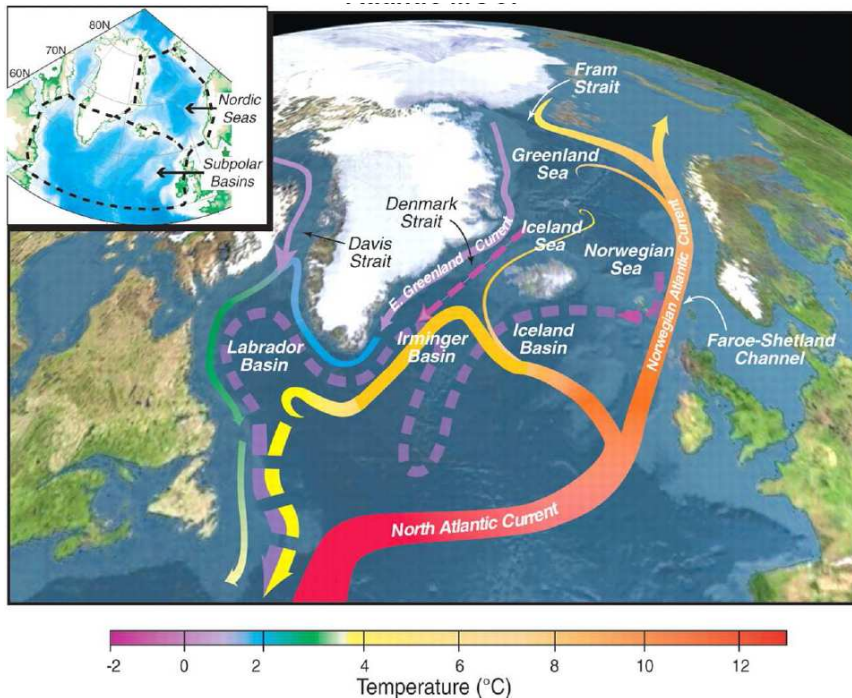 80N
70N
60N
Nordic
Seas
Subpolar
Basins
Fram
Strait
Greenland
Sea
Denmark
Strait
Iceland
Sea
Davis
Strait
E. Greenland Current
Norwegian
Sea
Norwegian Atlantic Current
Labrador
Basin
Irminger
Basin
Iceland
Basin
Faroe-Shetland
Channel
North Atlantic Current
-2 0 2 4 6 8 10 12
Temperature (°C)